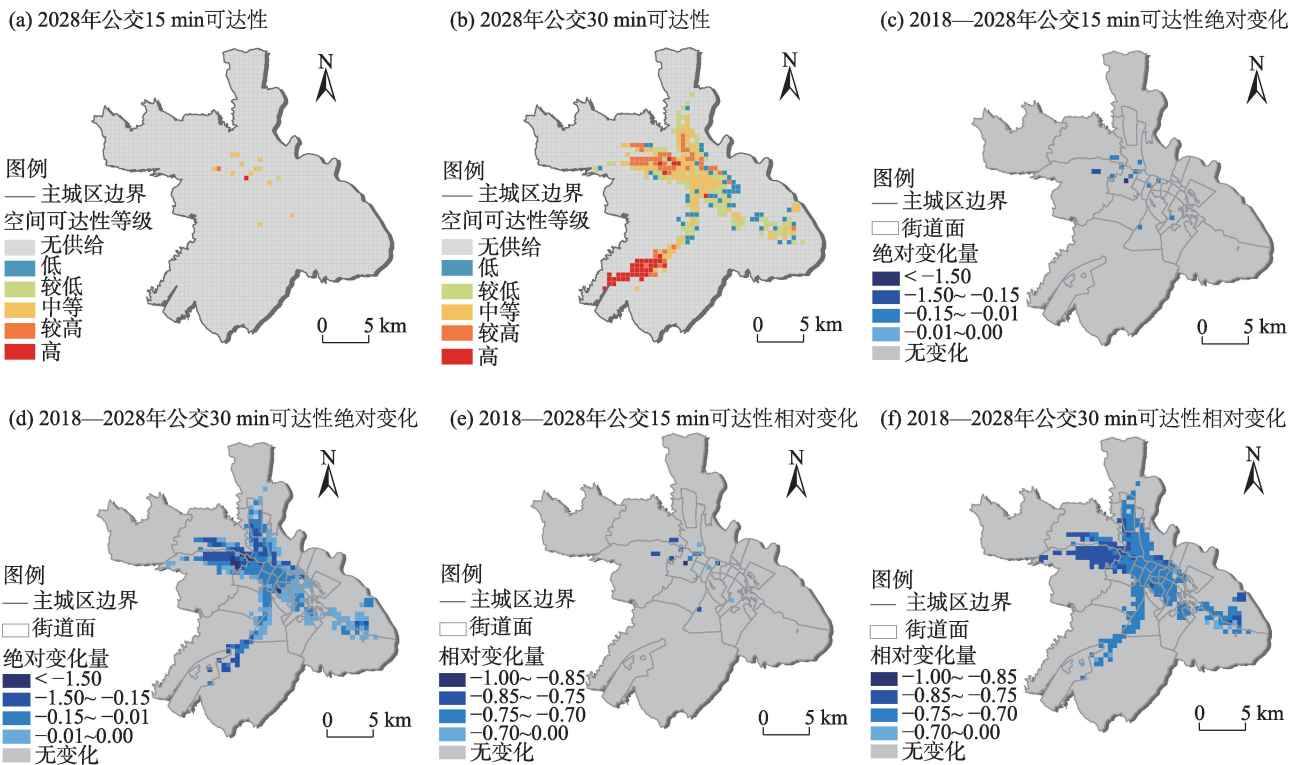 (a) 2028年公交15 min可达性
N
图例
主城区边界
空间可达性等级
无供给
低
较低
中等
较高
高
0 5 km
(b) 2028年公交30 min可达性
N
图例
主城区边界
空间可达性等级
无供给
低
较低
中等
较高
高
0 5 km
(c) 2018—2028年公交15 min可达性绝对变化
N
图例
主城区边界
街道面
绝对变化量
< −1.50
−1.50~ −0.15
−0.15~ −0.01
−0.01~0.00
无变化
0 5 km
(d) 2018—2028年公交30 min可达性绝对变化
N
图例
主城区边界
街道面
绝对变化量
< −1.50
−1.50~ −0.15
−0.15~ −0.01
−0.01~0.00
无变化
0 5 km
(e) 2018—2028年公交15 min可达性相对变化
N
图例
主城区边界
街道面
相对变化量
−1.00~ −0.85
−0.85~ −0.75
−0.75~ −0.70
−0.70~0.00
无变化
0 5 km
(f) 2018—2028年公交30 min可达性相对变化
N
图例
主城区边界
街道面
相对变化量
−1.00~ −0.85
−0.85~ −0.75
−0.75~ −0.70
−0.70~0.00
无变化
0 5 km